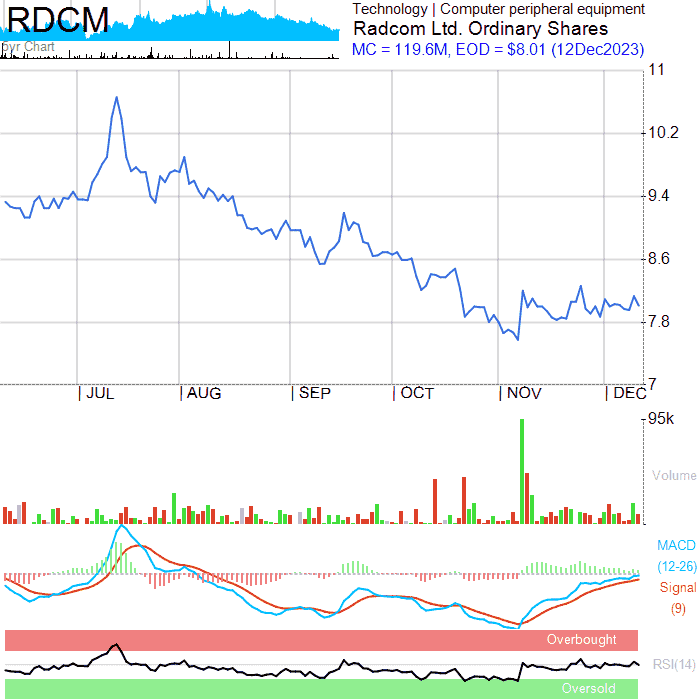 RDCM
5yr Chart
Technology | Computer peripheral equipment
Radcom Ltd. Ordinary Shares
MC = 119.6M, EOD = $8.01 (12Dec2023)
11
10.2
9.4
8.6
7.8
7
| JUL | AUG | SEP | OCT | NOV | DEC
95k
Volume
MACD
(12-26)
Signal
(9)
Overbought
RSI(14)
Oversold